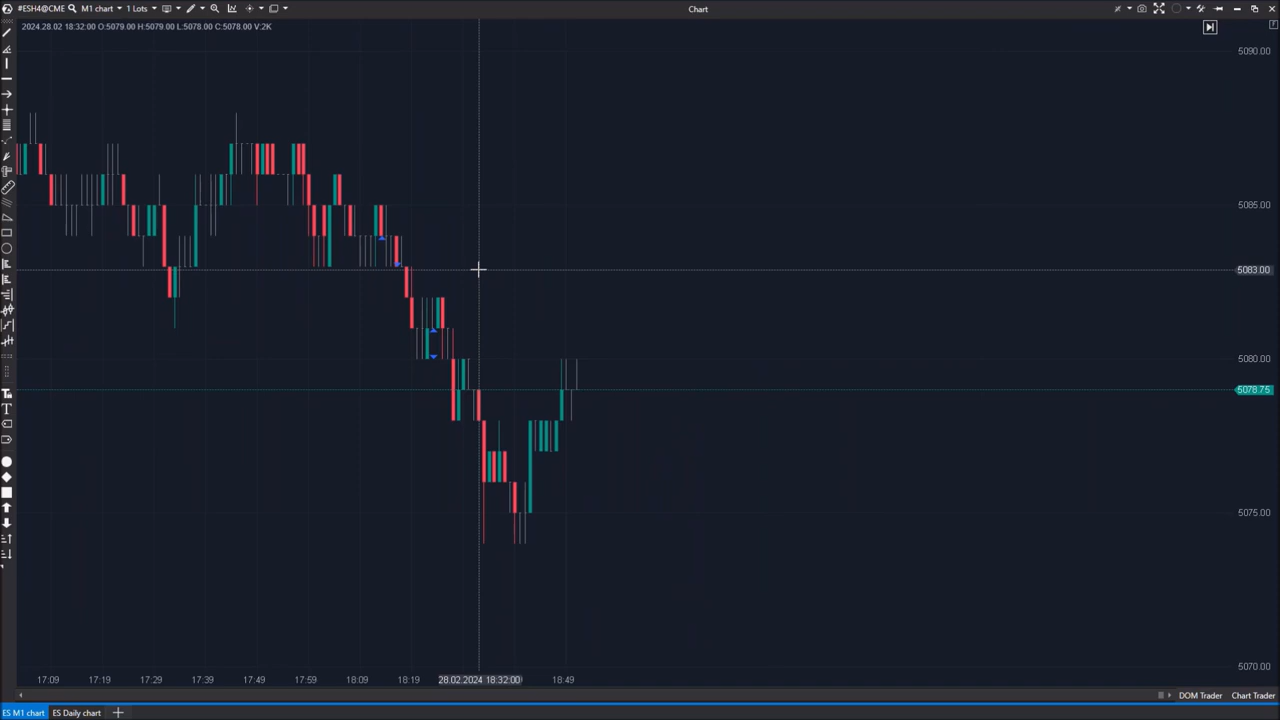 #ESH4@CME M1 chart 1 Lots Chart
2024.28.02 18:32:00 O:5079.00 H:5079.00 L:5078.00 C:5078.00 V:2K
F
5090.00
5085.00
5083.00
5080.00
5078.75
5075.00
5070.00
17:09 17:19 17:29 17:39 17:49 17:59 18:09 18:19 28.02.2024 18:32:00 18:49
DOM Trader Chart Trader
ES M1 chart ES Daily chart